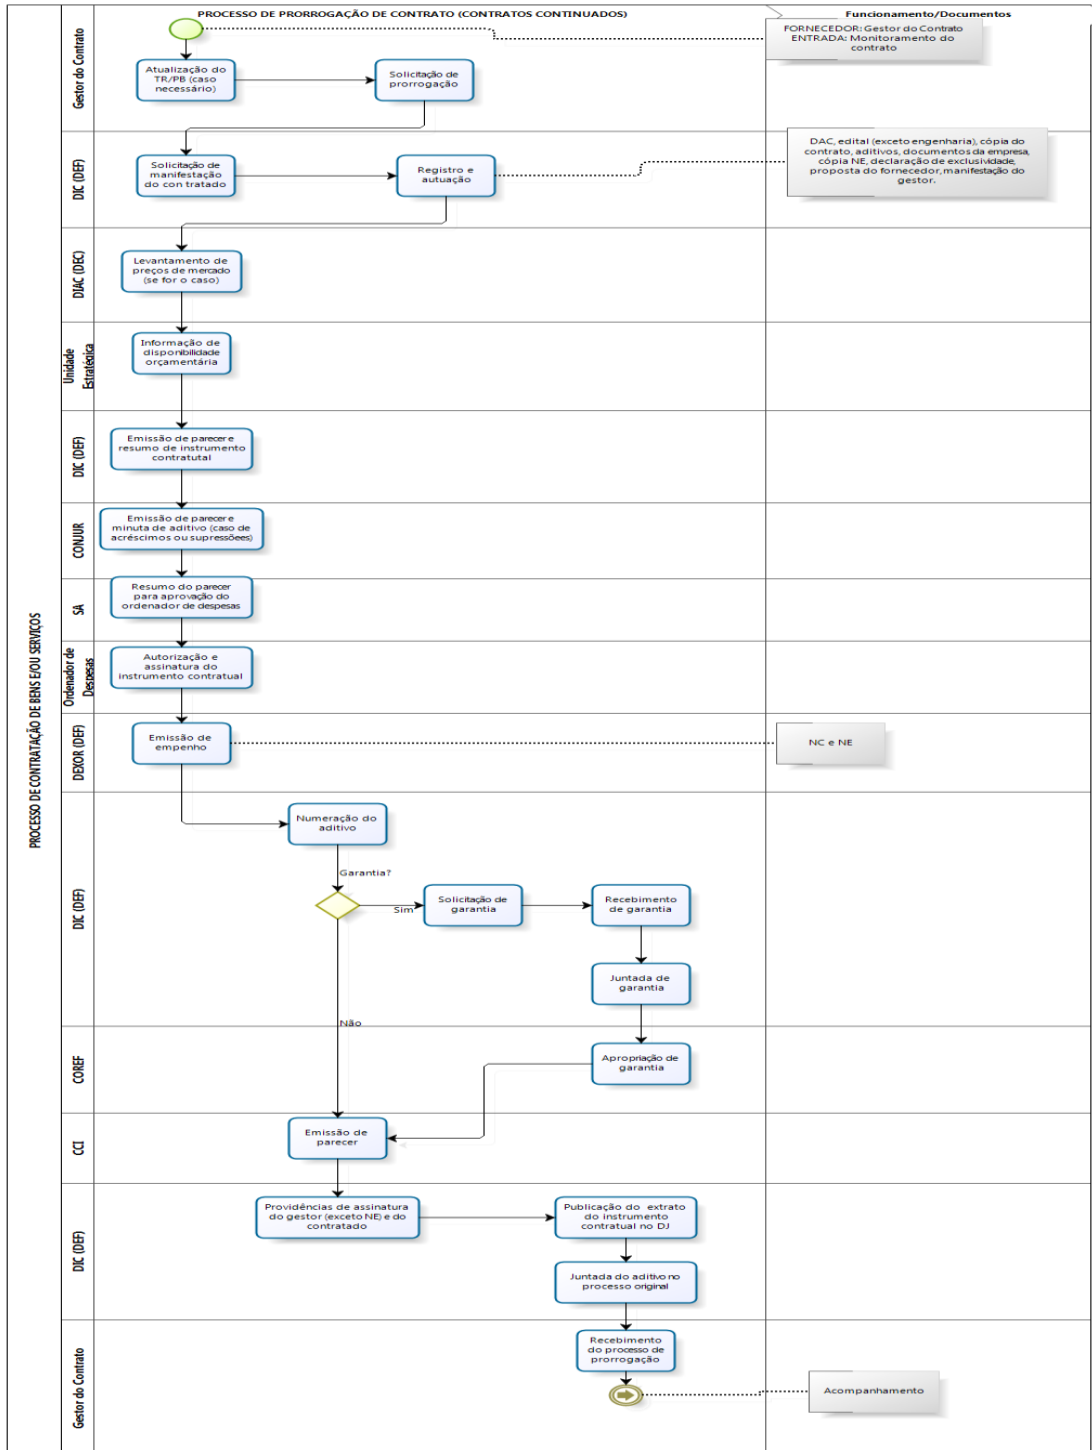 PROCESSO DE PRORROGAÇÃO DE CONTRATO (CONTRATOS CONTINUADOS)
Funcionamento/Documentos
PROCESSO DE CONTRATAÇÃO DE BENS E/OU SERVIÇOS
Gestor do Contrato
FORNECEDOR: Gestor do Contrato
ENTRADA: Monitoramento do
contrato
Atualização do
TR/PB (caso
necessário)
Solicitação de
prorrogação
DIC (DEF)
Solicitação de
manifestação
do con tratado
Registro e
autuação
DAC, edital (exceto engenharia), cópia do
contrato, aditivos, documentos da empresa,
cópia NE, declaração de exclusividade,
proposta do fornecedor, manifestação do
gestor.
DIAC (DEC)
Levantamento de
preços de mercado
(se for o caso)
Unidade
Estratégica
Informação de
disponibilidade
orçamentária
DIC (DEF)
Emissão de parecer e
resumo de instrumento
contratutal
CONJUR
Emissão de parecer e
minuta de aditivo (caso de
acréscimos ou supressõees)
SA
Resumo do parecer
para aprovação do
ordenador de despesas
Ordenador de
Despesas
Autorização e
assinatura do
instrumento contratual
DEXOR (DEF)
Emissão de
empenho
NC e NE
DIC (DEF)
Numeração do
aditivo
Garantia?
Sim
Solicitação de
garantia
Recebimento
de garantia
Juntada de
garantia
Não
COREF
Apropriação de
garantia
CCI
Emissão de
parecer
DIC (DEF)
Providências de assinatura
do gestor (exceto NE) e do
contratado
Publicação do extrato
do instrumento
contratual no DJ
Juntada do aditivo no
processo original
Gestor do Contrato
Recebimento
do processo de
prorrogação
Acompanhamento